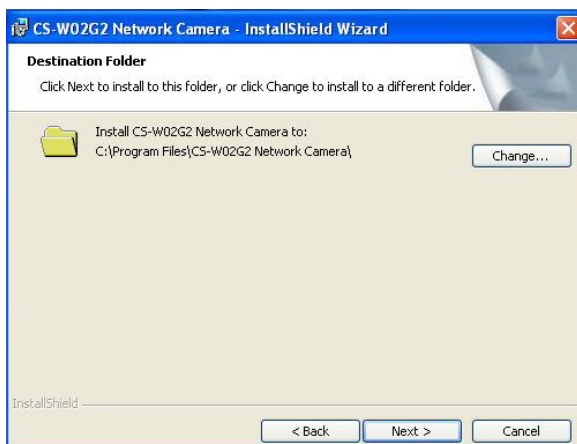 CS-W02G2 Network Camera - InstallShield Wizard
Destination Folder
Click Next to install to this folder, or click Change to install to a different folder.
Install CS-W02G2 Network Camera to:
C:\Program Files\CS-W02G2 Network Camera\
Change...
InstallShield
< Back
Next >
Cancel